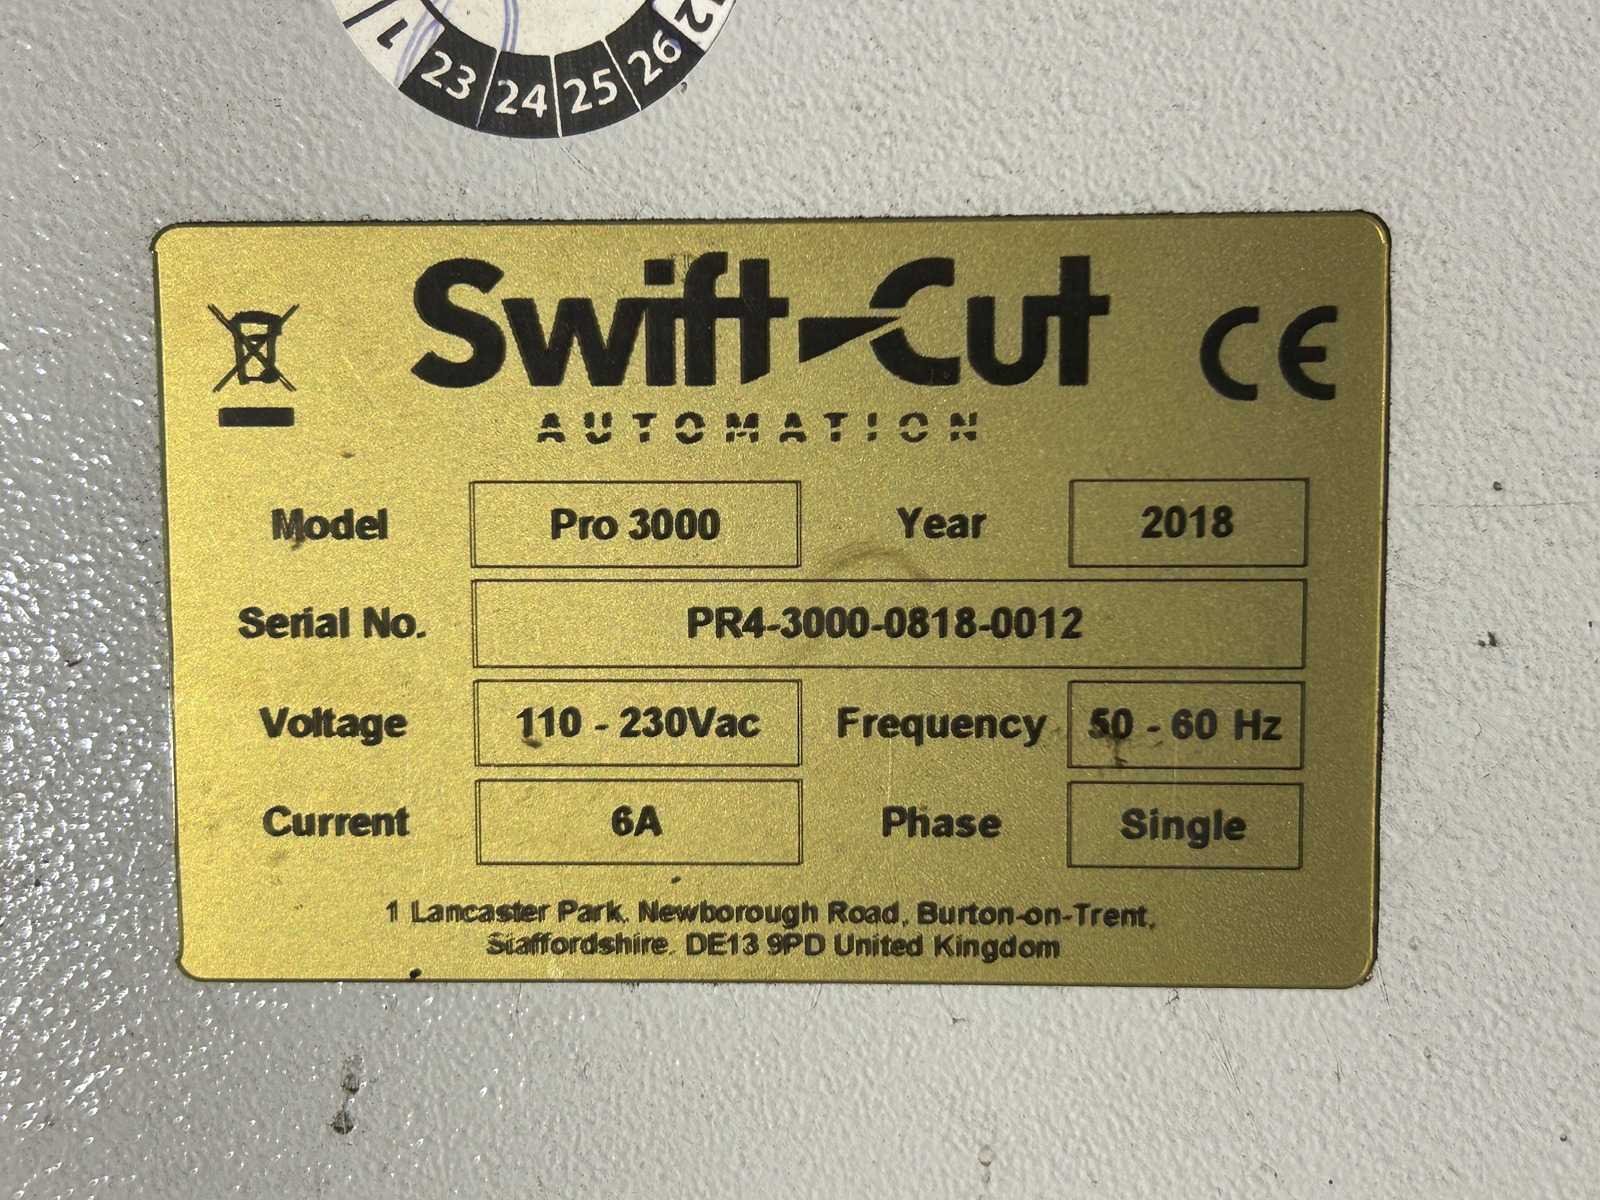 1 23 24 25 26 12
Swift-Cut
AUTOMATION
CE
Model Pro 3000 Year 2018
Serial No. PR4-3000-0818-0012
Voltage 110 - 230Vac Frequency 50 - 60 Hz
Current 6A Phase Single
1 Lancaster Park, Newborough Road, Burton-on-Trent,
Staffordshire. DE13 9PD United Kingdom